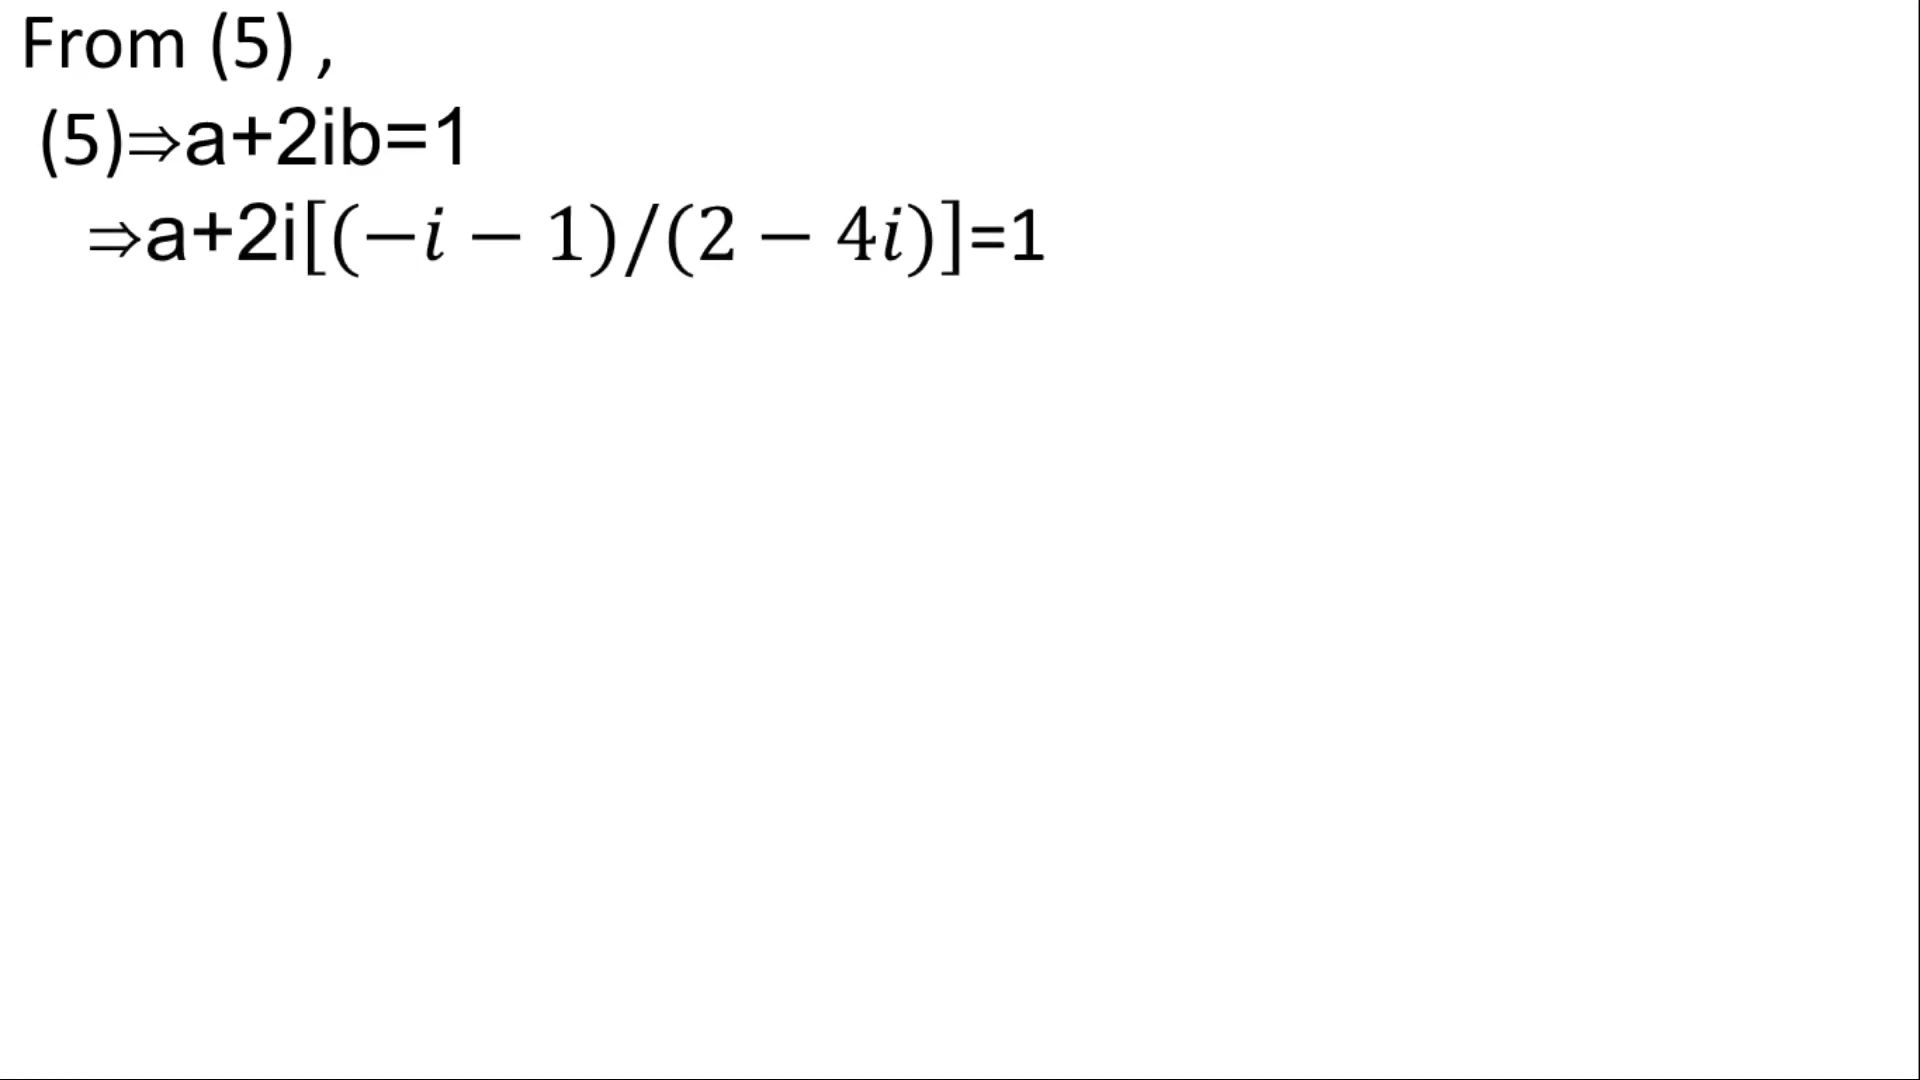 From (5) ,
(5)⇒a+2ib=1
⇒a+2i[(−i − 1)/(2 − 4i)]=1